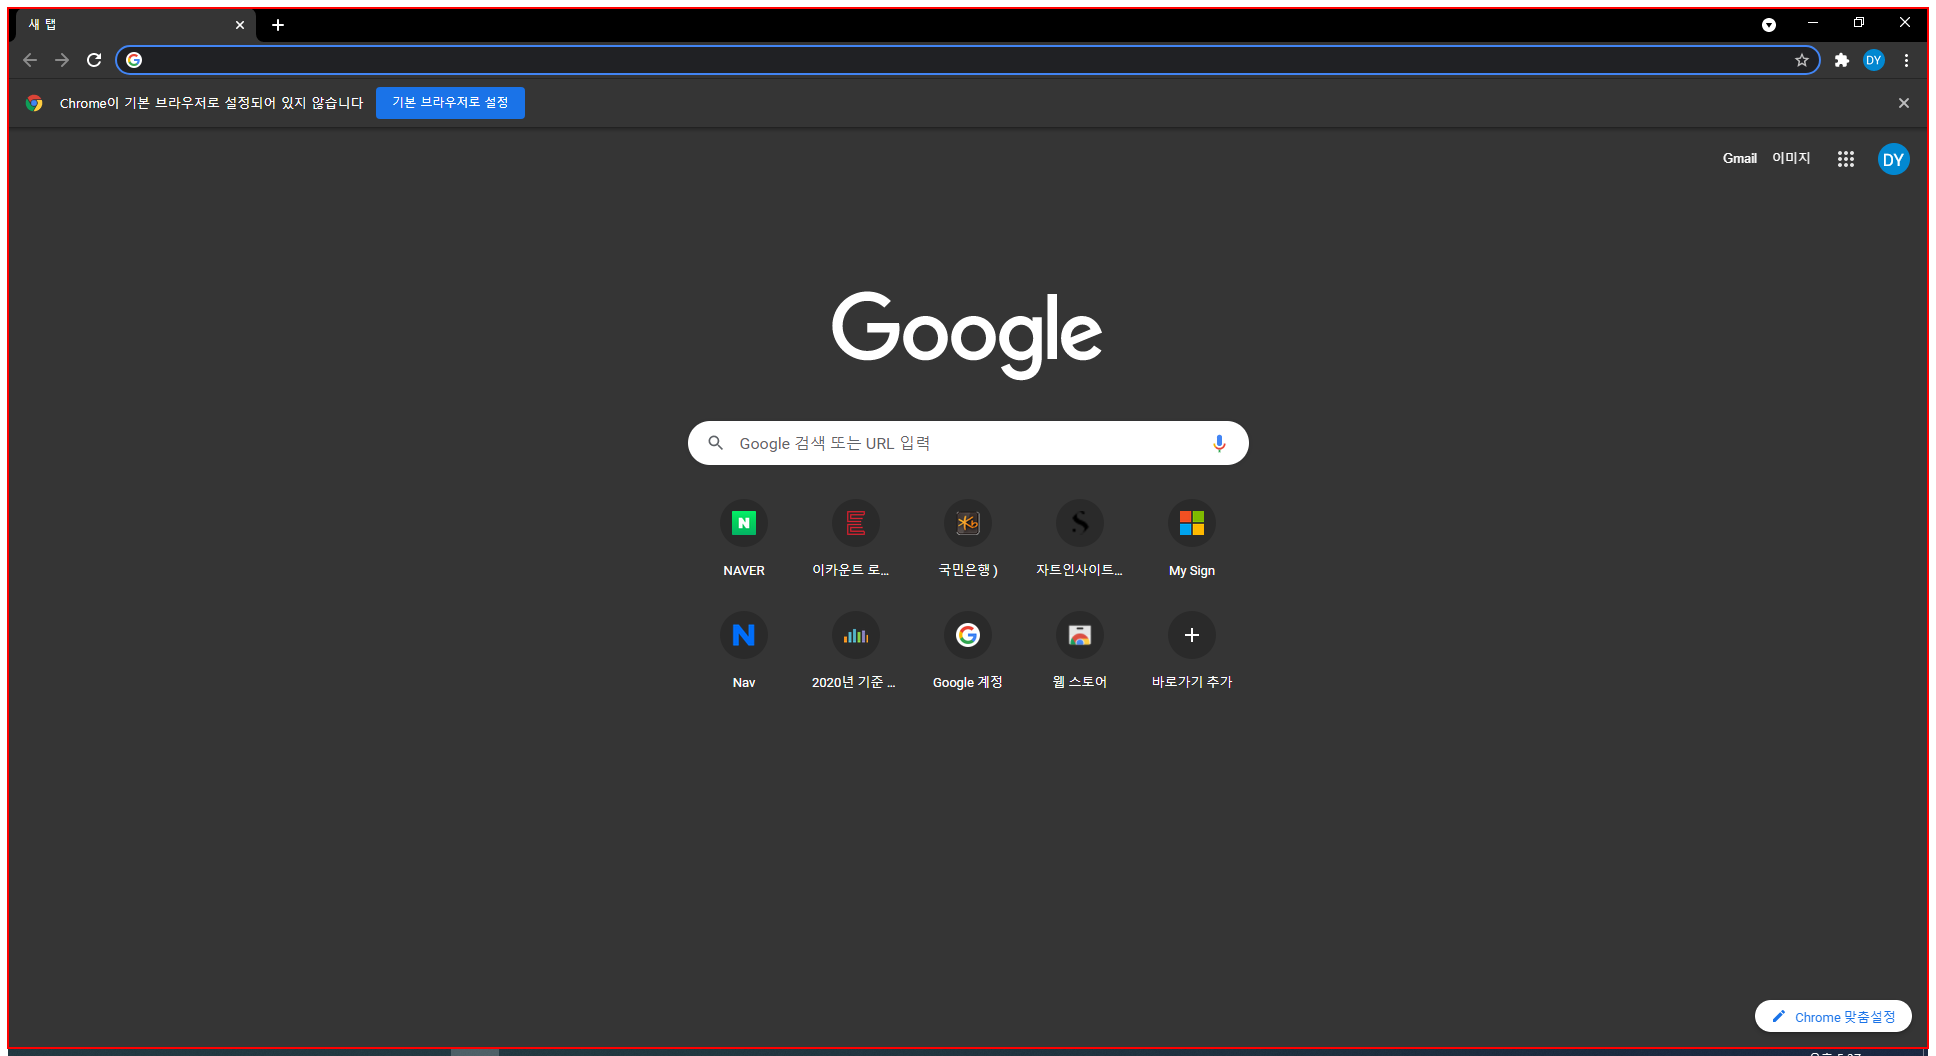 새 탭
Chrome이 기본 브라우저로 설정되어 있지 않습니다 기본 브라우저로 설정
DY
Gmail 이미지 DY
Google
Google 검색 또는 URL 입력
NAVER 이카운트 로... 국민은행 ) 자트인사이트... My Sign
Nav 2020년 기준 ... Google 계정 웹 스토어 바로가기 추가
Chrome 맞춤설정